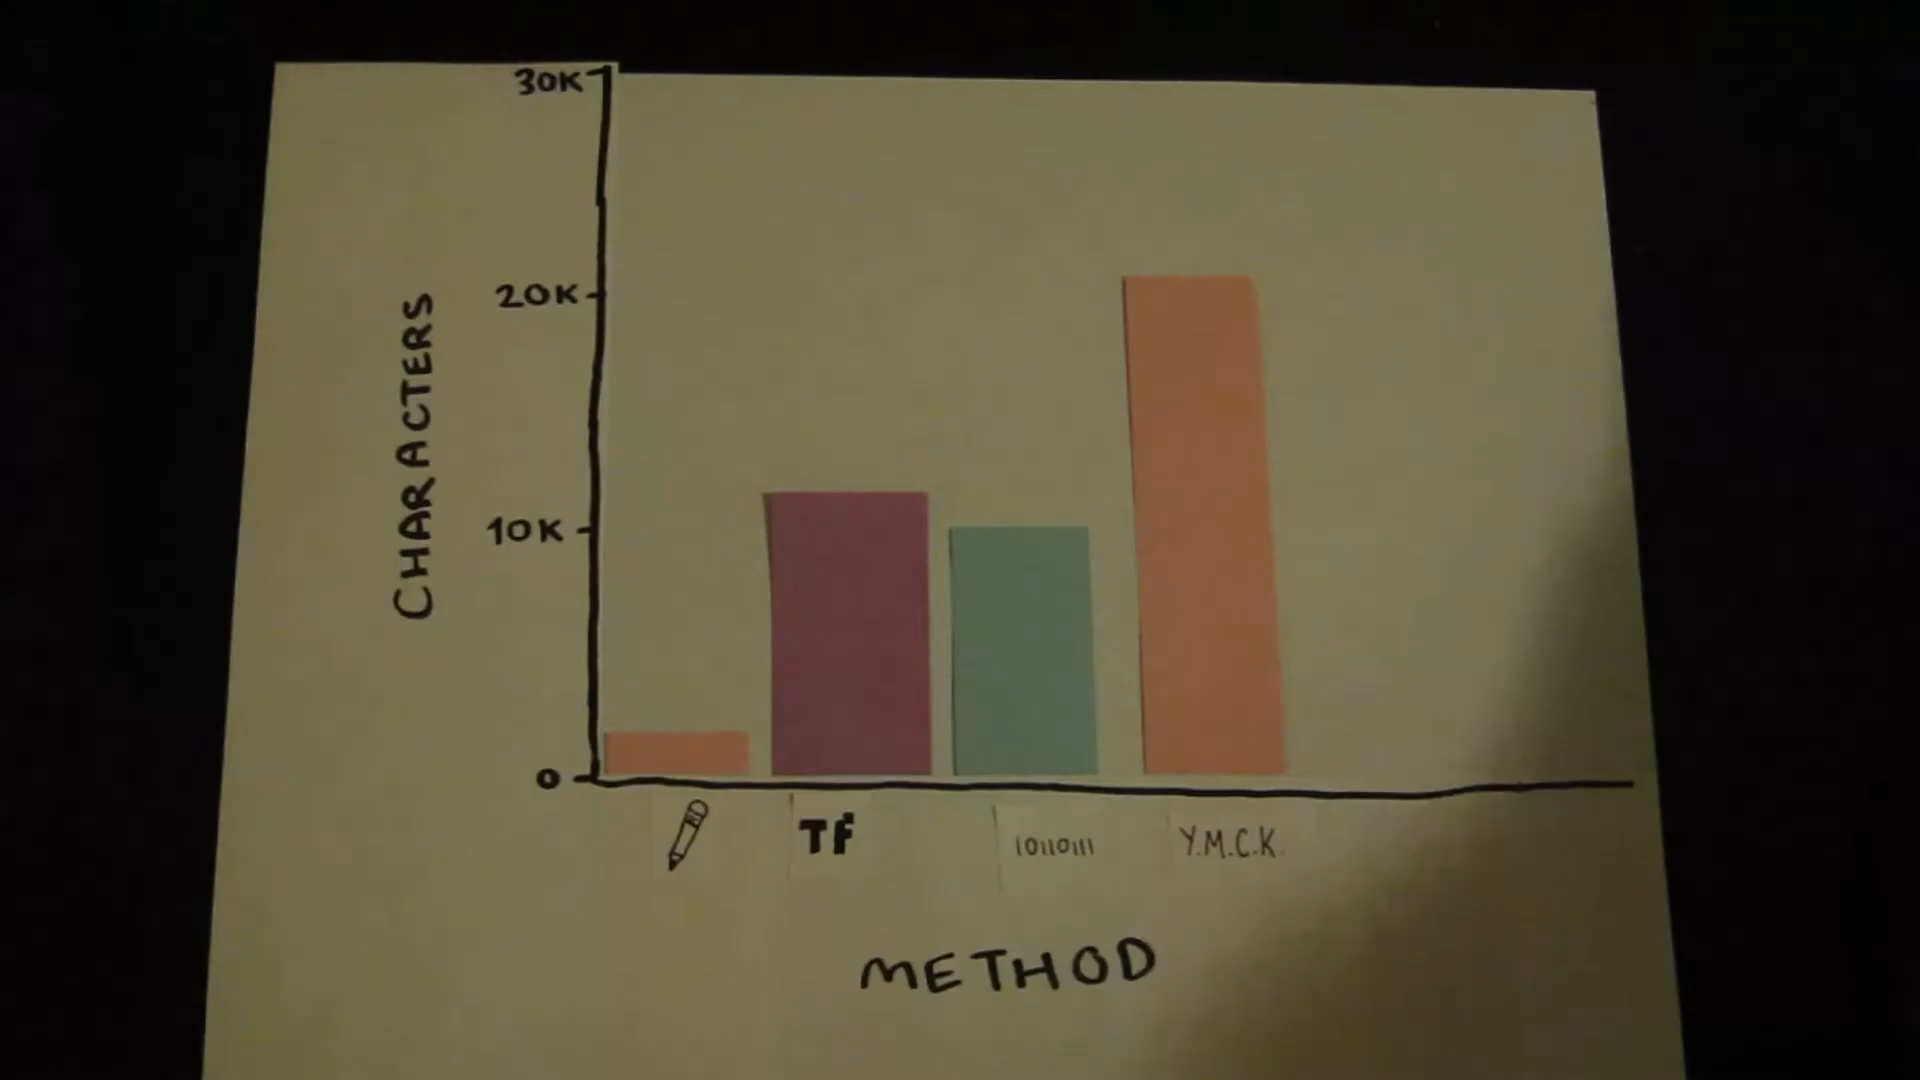 30K
20K
10K
0
CHARACTERS
TF
10110111
Y.M.C.K.
METHOD